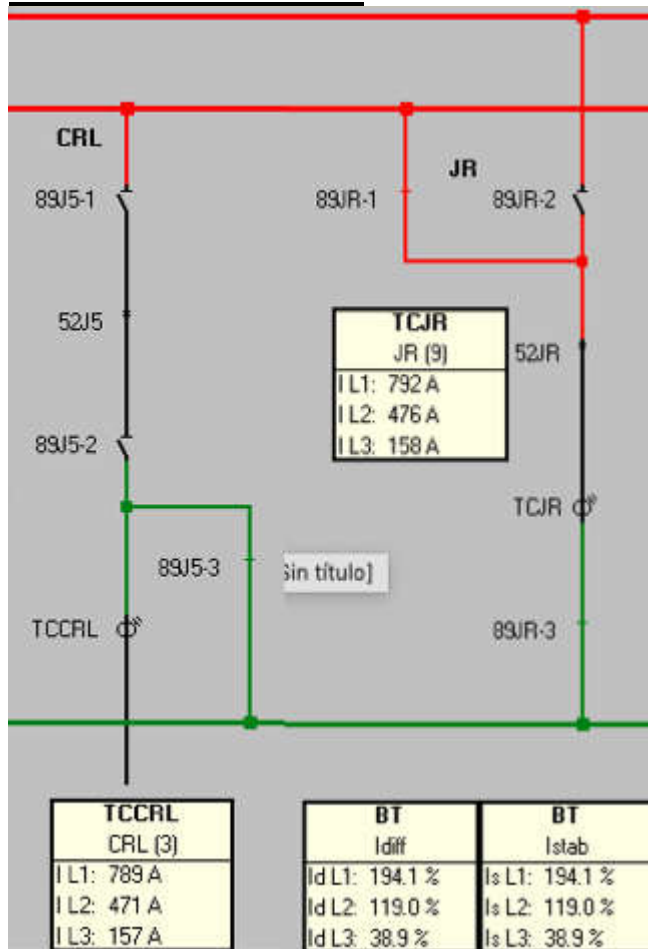 CRL
JR
89J5-1
89JR-1
89JR-2
52J5
TCJR
JR (9)
I L1: 792 A
I L2: 476 A
I L3: 158 A
52JR
89J5-2
TCJR
89J5-3
Sin título]
TCCRL
89JR-3
TCCRL
CRL (3)
I L1: 789 A
I L2: 471 A
I L3: 157 A
BT
Idiff
Id L1: 194.1 %
Id L2: 119.0 %
Id L3: 38.9 %
BT
Istab
Is L1: 194.1 %
Is L2: 119.0 %
Is L3: 38.9 %